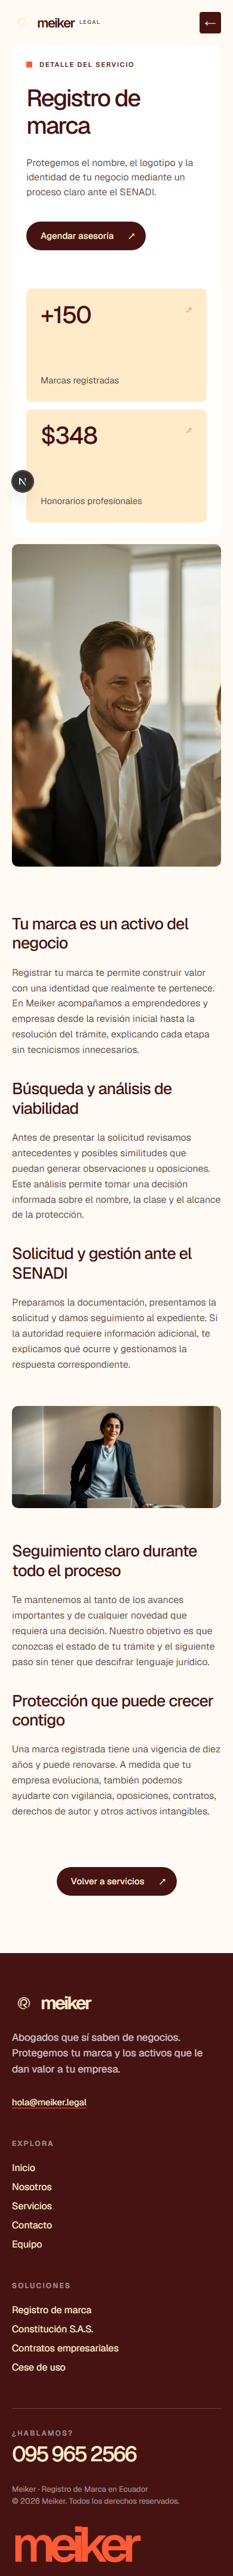 meiker LEGAL
←
DETALLE DEL SERVICIO
Registro de
marca
Protegemos el nombre, el logotipo y la
identidad de tu negocio mediante un
proceso claro ante el SENADI.
Agendar asesoría ↗
+150 ↗
Marcas registradas
$348 ↗
N
Honorarios profesionales
Tu marca es un activo del
negocio
Registrar tu marca te permite construir valor
con una identidad que realmente te pertenece.
En Meiker acompañamos a emprendedores y
empresas desde la revisión inicial hasta la
resolución del trámite, explicando cada etapa
sin tecnicismos innecesarios.
Búsqueda y análisis de
viabilidad
Antes de presentar la solicitud revisamos
antecedentes y posibles similitudes que
puedan generar observaciones u oposiciones.
Este análisis permite tomar una decisión
informada sobre el nombre, la clase y el alcance
de la protección.
Solicitud y gestión ante el
SENADI
Preparamos la documentación, presentamos la
solicitud y damos seguimiento al expediente. Si
la autoridad requiere información adicional, te
explicamos qué ocurre y gestionamos la
respuesta correspondiente.
Seguimiento claro durante
todo el proceso
Te mantenemos al tanto de los avances
importantes y de cualquier novedad que
requiera una decisión. Nuestro objetivo es que
conozcas el estado de tu trámite y el siguiente
paso sin tener que descifrar lenguaje jurídico.
Protección que puede crecer
contigo
Una marca registrada tiene una vigencia de diez
años y puede renovarse. A medida que tu
empresa evoluciona, también podemos
ayudarte con vigilancia, oposiciones, contratos,
derechos de autor y otros activos intangibles.
Volver a servicios ↗
meiker
Abogados que sí saben de negocios.
Protegemos tu marca y los activos que le
dan valor a tu empresa.
hola@meiker.legal
EXPLORA
Inicio
Nosotros
Servicios
Contacto
Equipo
SOLUCIONES
Registro de marca
Constitución S.A.S.
Contratos empresariales
Cese de uso
¿HABLAMOS?
095 965 2566
Meiker · Registro de Marca en Ecuador
© 2026 Meiker. Todos los derechos reservados.
meiker